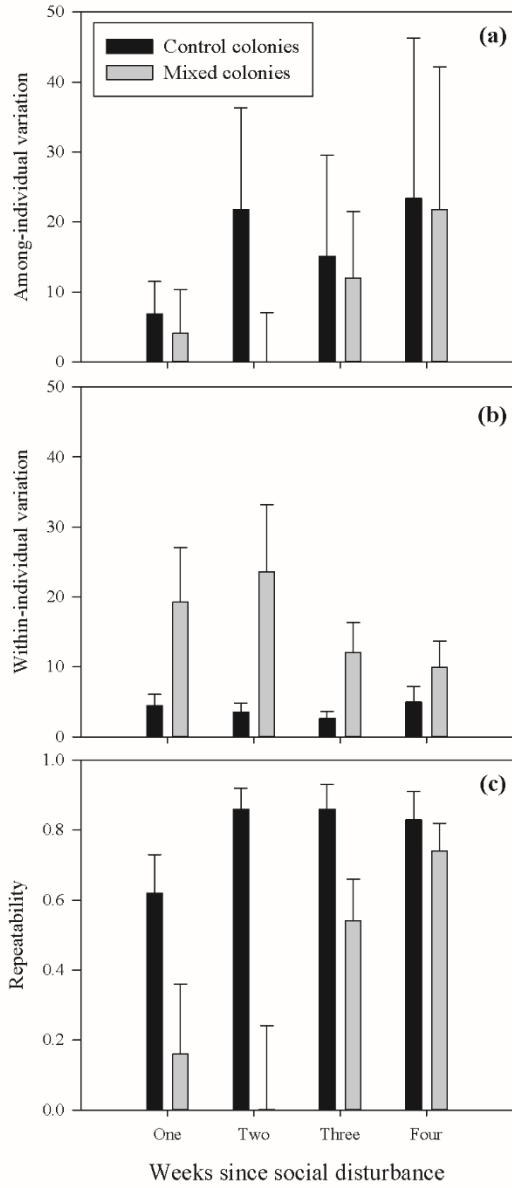 50
(a)
Control colonies
Mixed colonies
40
30
20
10
0
Among-individual variation
50
(b)
40
30
20
10
0
Within-individual variation
1.0
(c)
0.8
0.6
0.4
0.2
0.0
Repeatability
One Two Three Four
Weeks since social disturbance